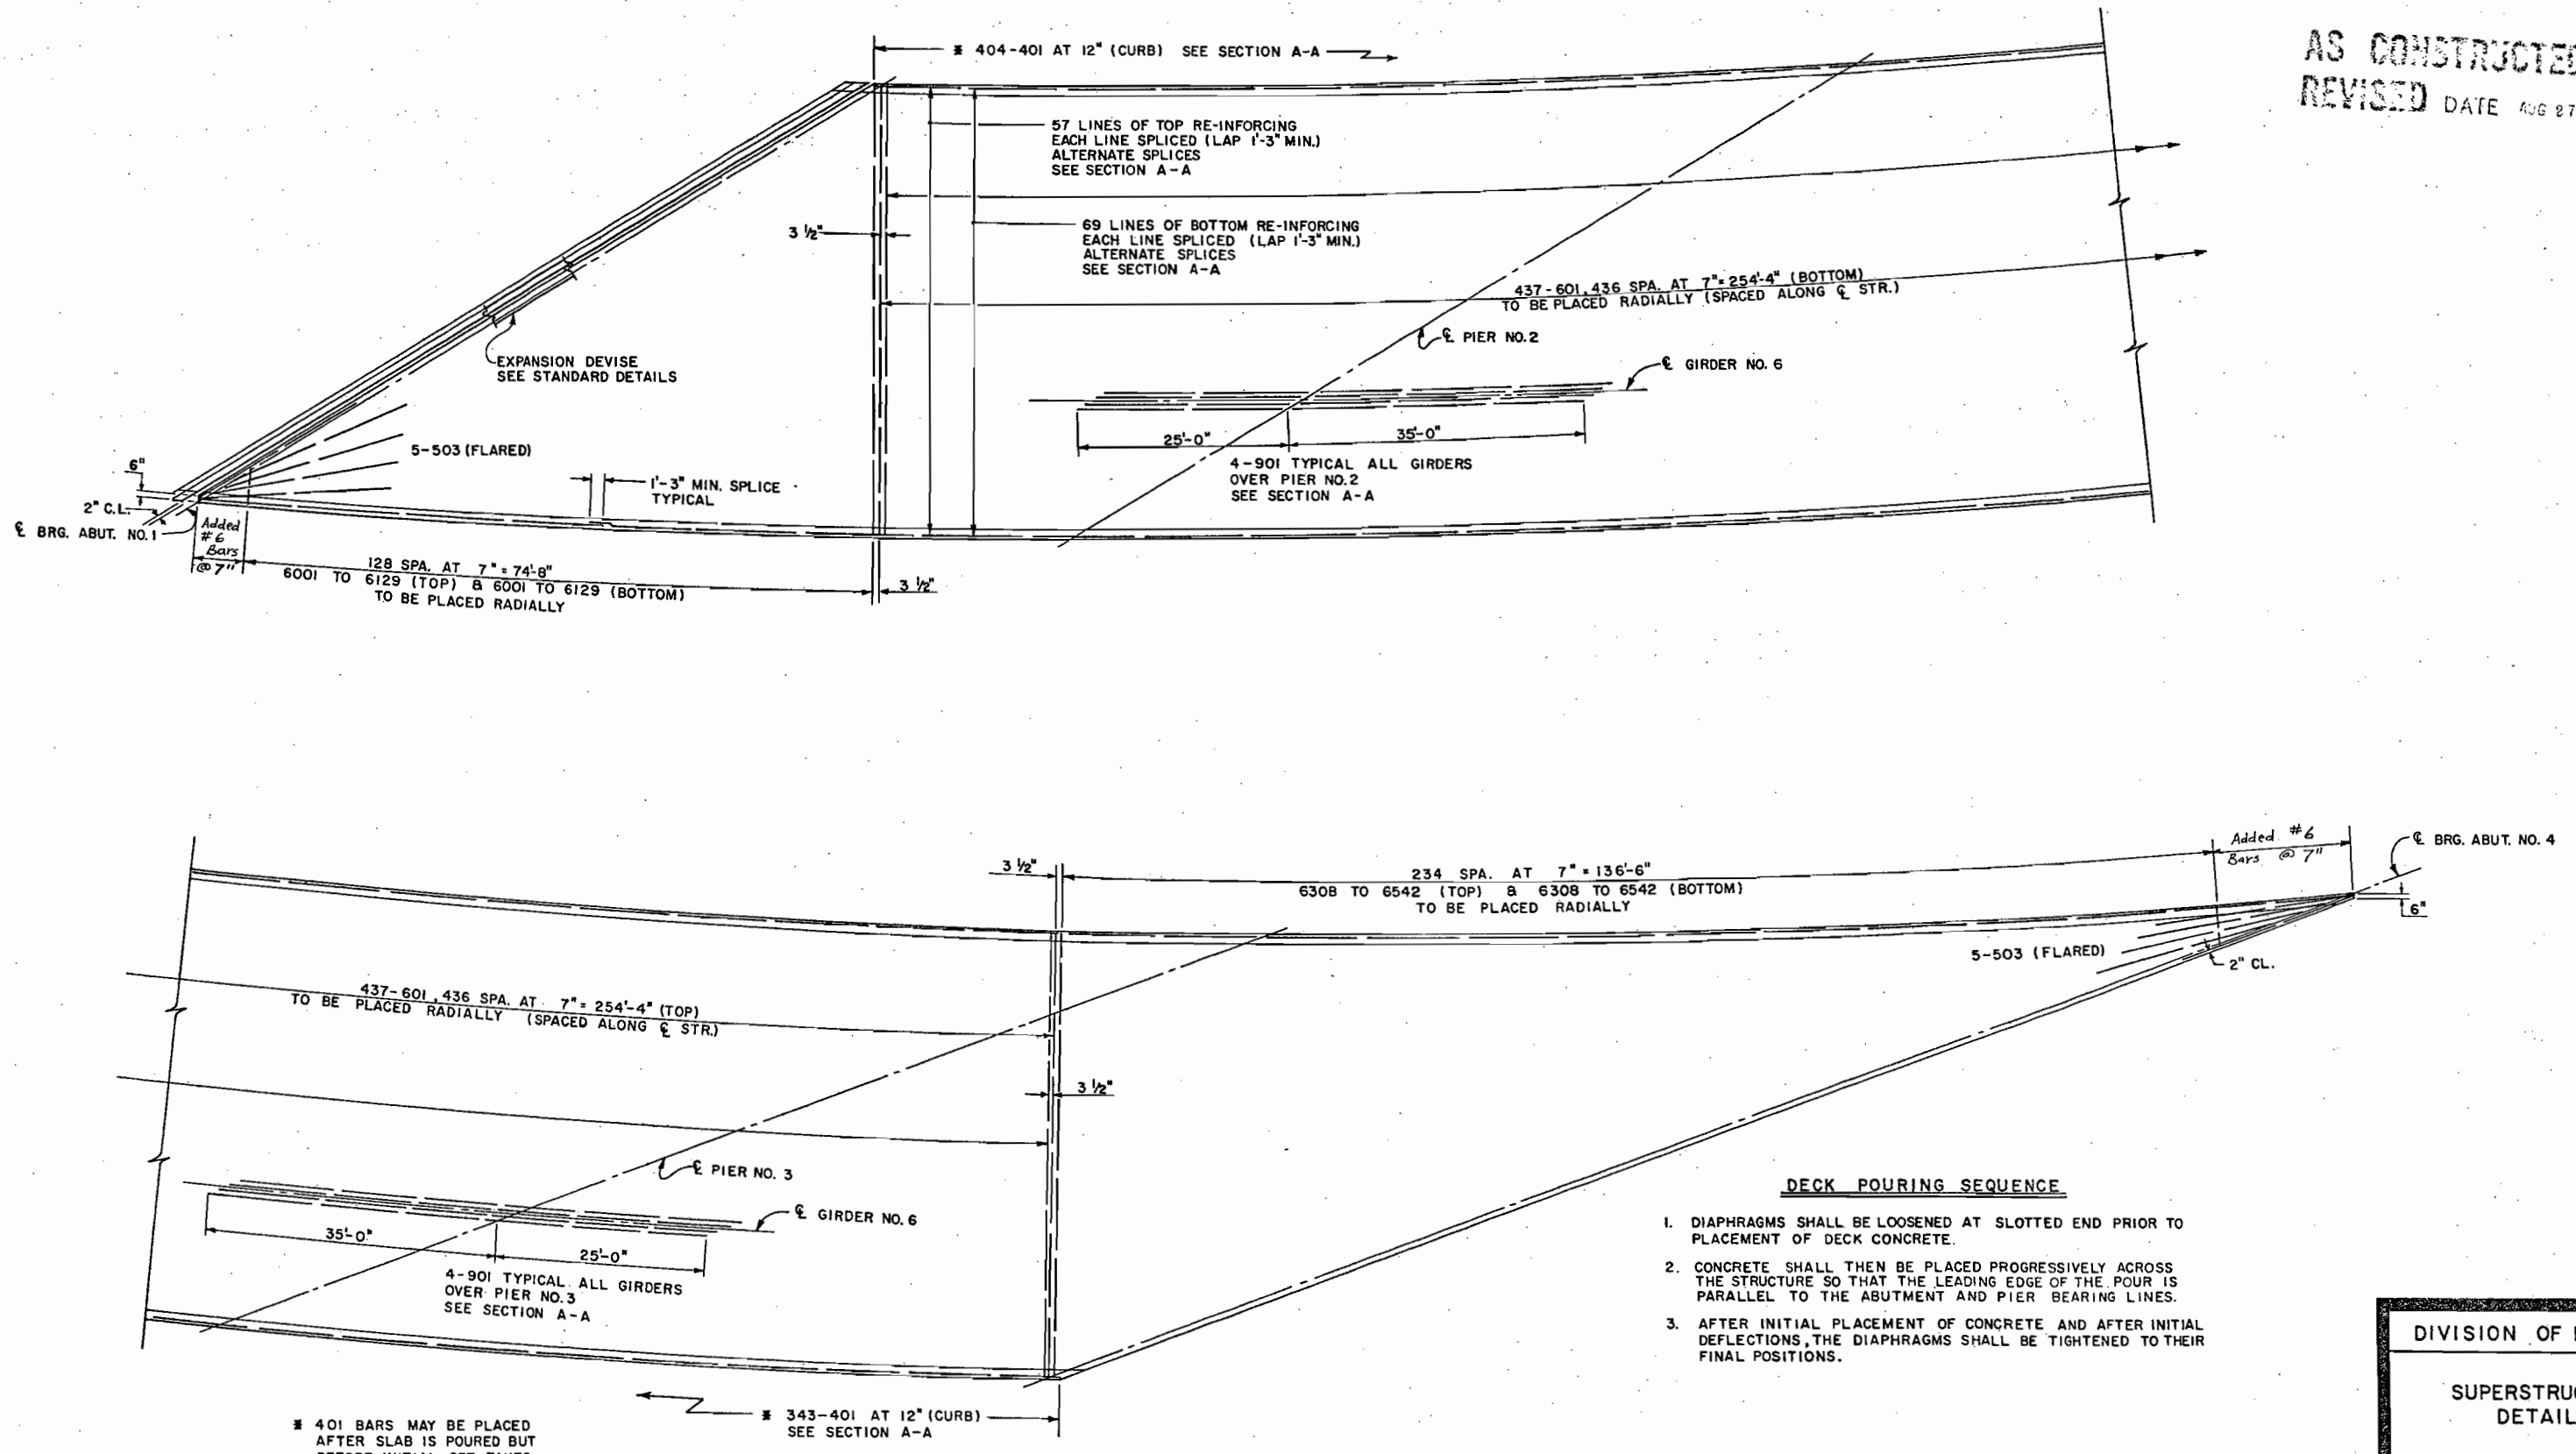 AS CONSTRUCTED
REVISED DATE AUG 27
⁎ 404-401 AT 12" (CURB) SEE SECTION A-A
57 LINES OF TOP RE-INFORCING
EACH LINE SPLICED (LAP 1'-3" MIN.)
ALTERNATE SPLICES
SEE SECTION A-A
3 ½"
69 LINES OF BOTTOM RE-INFORCING
EACH LINE SPLICED (LAP 1'-3" MIN.)
ALTERNATE SPLICES
SEE SECTION A-A
437-601, 436 SPA. AT 7" = 254'-4" (BOTTOM)
TO BE PLACED RADIALLY (SPACED ALONG ℄ STR.)
℄ PIER NO. 2
℄ GIRDER NO. 6
EXPANSION DEVISE
SEE STANDARD DETAILS
25'-0"
35'-0"
4-901 TYPICAL ALL GIRDERS
OVER PIER NO. 2
SEE SECTION A-A
5-503 (FLARED)
6"
1'-3" MIN. SPLICE
TYPICAL
2" C.L.
℄ BRG. ABUT. NO. 1
Added
#6
Bars
@ 7"
128 SPA. AT 7" = 74'-8"
6001 TO 6129 (TOP) & 6001 TO 6129 (BOTTOM)
TO BE PLACED RADIALLY
3 ½"
3 ½"
234 SPA. AT 7" = 136'-6"
6308 TO 6542 (TOP) & 6308 TO 6542 (BOTTOM)
TO BE PLACED RADIALLY
Added #6
Bars @ 7"
℄ BRG. ABUT. NO. 4
6"
5-503 (FLARED)
2" CL.
437-601, 436 SPA. AT 7" = 254'-4" (TOP)
TO BE PLACED RADIALLY (SPACED ALONG ℄ STR.)
3 ½"
℄ PIER NO. 3
℄ GIRDER NO. 6
35'-0"
25'-0"
4-901 TYPICAL ALL GIRDERS
OVER PIER NO. 3
SEE SECTION A-A
DECK POURING SEQUENCE
1. DIAPHRAGMS SHALL BE LOOSENED AT SLOTTED END PRIOR TO
PLACEMENT OF DECK CONCRETE.
2. CONCRETE SHALL THEN BE PLACED PROGRESSIVELY ACROSS
THE STRUCTURE SO THAT THE LEADING EDGE OF THE POUR IS
PARALLEL TO THE ABUTMENT AND PIER BEARING LINES.
3. AFTER INITIAL PLACEMENT OF CONCRETE AND AFTER INITIAL
DEFLECTIONS, THE DIAPHRAGMS SHALL BE TIGHTENED TO THEIR
FINAL POSITIONS.
⁎ 343-401 AT 12" (CURB)
SEE SECTION A-A
⁎ 401 BARS MAY BE PLACED
AFTER SLAB IS POURED BUT
DIVISION OF
SUPERSTRU
DETAIL